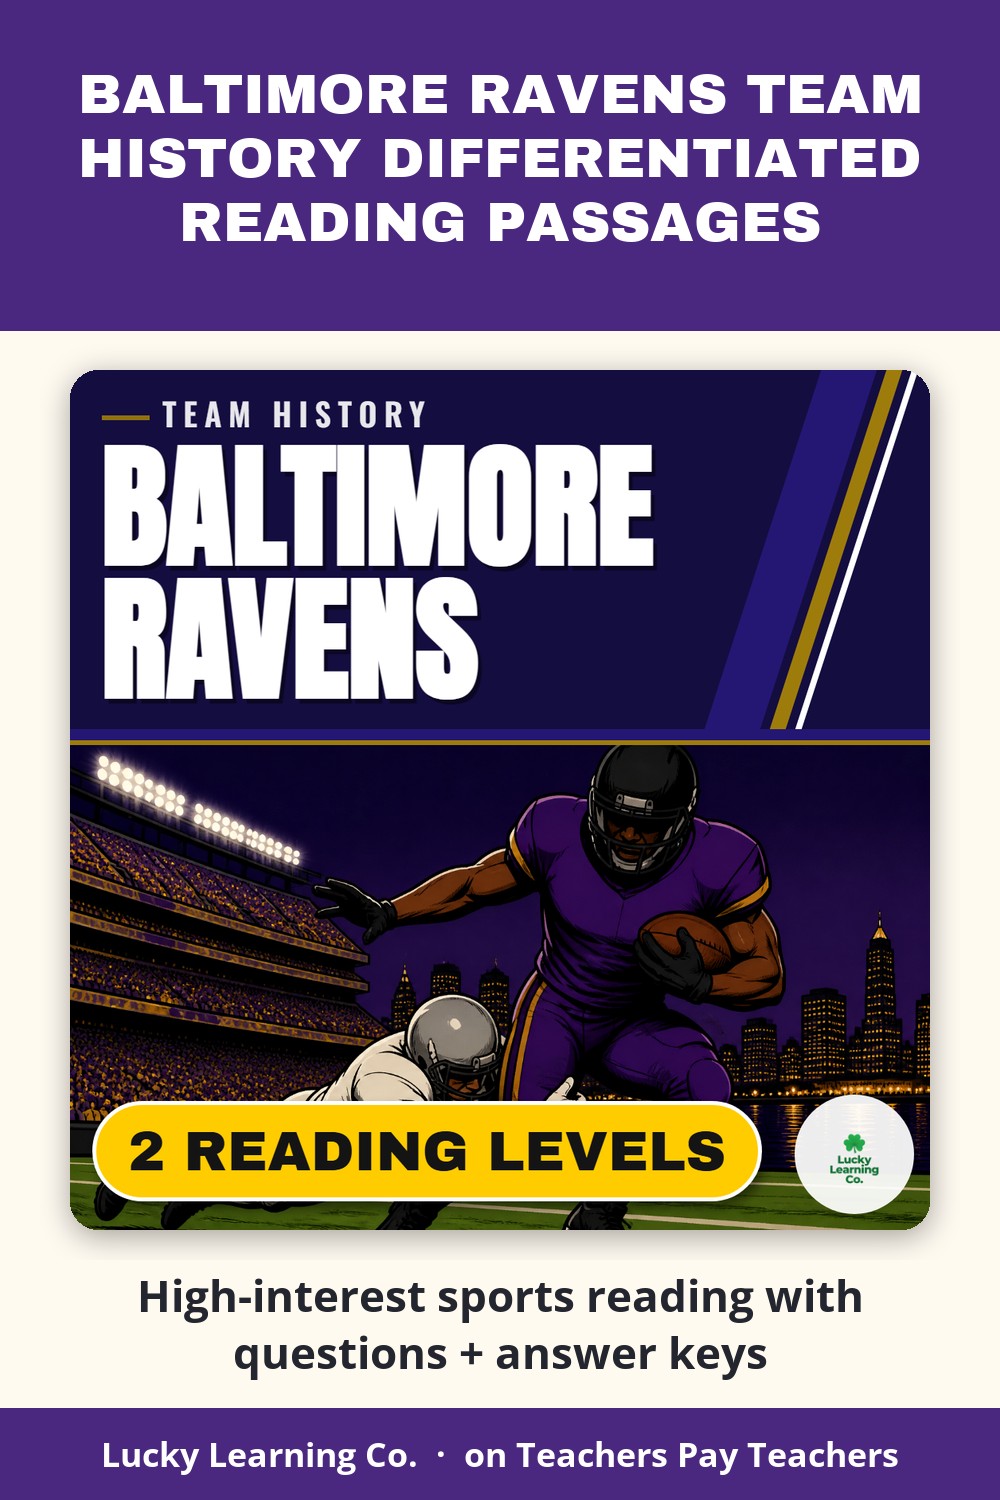 BALTIMORE RAVENS TEAM
HISTORY DIFFERENTIATED
READING PASSAGES
TEAM HISTORY
BALTIMORE
RAVENS
2 READING LEVELS
Lucky
Learning
Co.
High-interest sports reading with
questions + answer keys
Lucky Learning Co. · on Teachers Pay Teachers